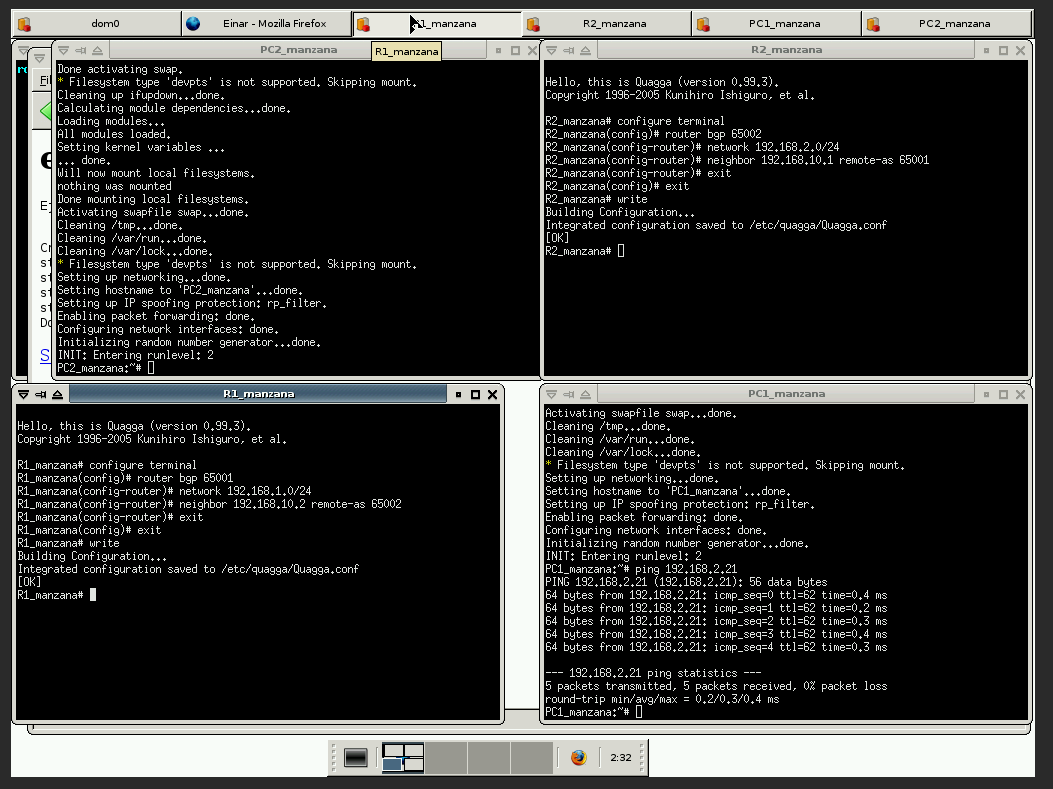 dom0
Einar - Mozilla Firefox
R1_manzana
R2_manzana
PC1_manzana
PC2_manzana
R1_manzana
PC2_manzana
Done activating swap.
* Filesystem type 'devpts' is not supported. Skipping mount.
Cleaning up ifupdown...done.
Calculating module dependencies...done.
Loading modules...
All modules loaded.
Setting kernel variables ...
... done.
Will now mount local filesystems.
nothing was mounted
Done mounting local filesystems.
Activating swapfile swap...done.
Cleaning /tmp...done.
Cleaning /var/run...done.
Cleaning /var/lock...done.
* Filesystem type 'devpts' is not supported. Skipping mount.
Setting up networking...done.
Setting hostname to 'PC2_manzana'...done.
Setting up IP spoofing protection: rp_filter.
Enabling packet forwarding: done.
Configuring network interfaces: done.
Initializing random number generator...done.
INIT: Entering runlevel: 2
PC2_manzana:~#
R2_manzana
Hello, this is Quagga (version 0.99.3).
Copyright 1996-2005 Kunihiro Ishiguro, et al.
R2_manzana# configure terminal
R2_manzana(config)# router bgp 65002
R2_manzana(config-router)# network 192.168.2.0/24
R2_manzana(config-router)# neighbor 192.168.10.1 remote-as 65001
R2_manzana(config-router)# exit
R2_manzana(config)# exit
R2_manzana# write
Building Configuration...
Integrated configuration saved to /etc/quagga/Quagga.conf
[OK]
R2_manzana#
R1_manzana
Hello, this is Quagga (version 0.99.3).
Copyright 1996-2005 Kunihiro Ishiguro, et al.
R1_manzana# configure terminal
R1_manzana(config)# router bgp 65001
R1_manzana(config-router)# network 192.168.1.0/24
R1_manzana(config-router)# neighbor 192.168.10.2 remote-as 65002
R1_manzana(config-router)# exit
R1_manzana(config)# exit
R1_manzana# write
Building Configuration...
Integrated configuration saved to /etc/quagga/Quagga.conf
[OK]
R1_manzana#
PC1_manzana
Activating swapfile swap...done.
Cleaning /tmp...done.
Cleaning /var/run...done.
Cleaning /var/lock...done.
* Filesystem type 'devpts' is not supported. Skipping mount.
Setting up networking...done.
Setting hostname to 'PC1_manzana'...done.
Setting up IP spoofing protection: rp_filter.
Enabling packet forwarding: done.
Configuring network interfaces: done.
Initializing random number generator...done.
INIT: Entering runlevel: 2
PC1_manzana:~# ping 192.168.2.21
PING 192.168.2.21 (192.168.2.21): 56 data bytes
64 bytes from 192.168.2.21: icmp_seq=0 ttl=62 time=0.4 ms
64 bytes from 192.168.2.21: icmp_seq=1 ttl=62 time=0.2 ms
64 bytes from 192.168.2.21: icmp_seq=2 ttl=62 time=0.3 ms
64 bytes from 192.168.2.21: icmp_seq=3 ttl=62 time=0.4 ms
64 bytes from 192.168.2.21: icmp_seq=4 ttl=62 time=0.3 ms
--- 192.168.2.21 ping statistics ---
5 packets transmitted, 5 packets received, 0% packet loss
round-trip min/avg/max = 0.2/0.3/0.4 ms
PC1_manzana:~#
2:32